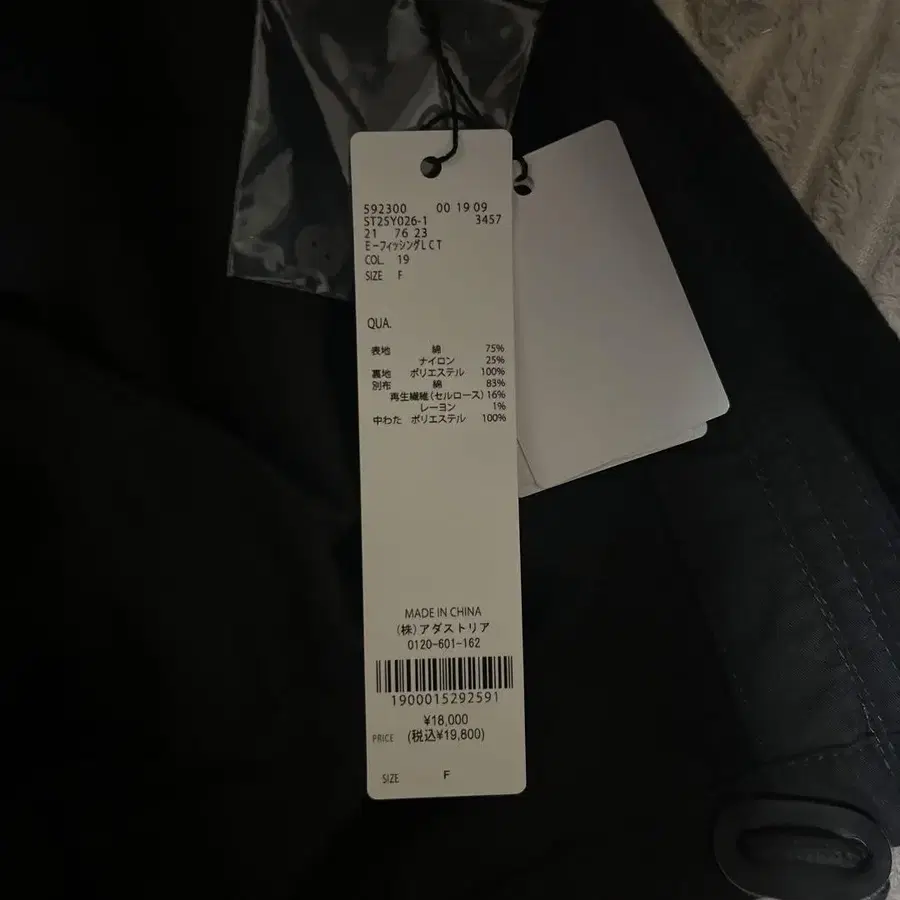 592300 00 19 09
ST2SY026-1 3457
21 76 23
E-フィッシングLCT
COL. 19
SIZE F
QUA.
表地 綿 75%
ナイロン 25%
裏地 ポリエステル 100%
別布 綿 83%
再生繊維(セルロース) 16%
レーヨン 1%
中わた ポリエステル 100%
MADE IN CHINA
(株)アダストリア
0120-601-162
1900015292591
¥18,000
PRICE (税込¥19,800)
SIZE F